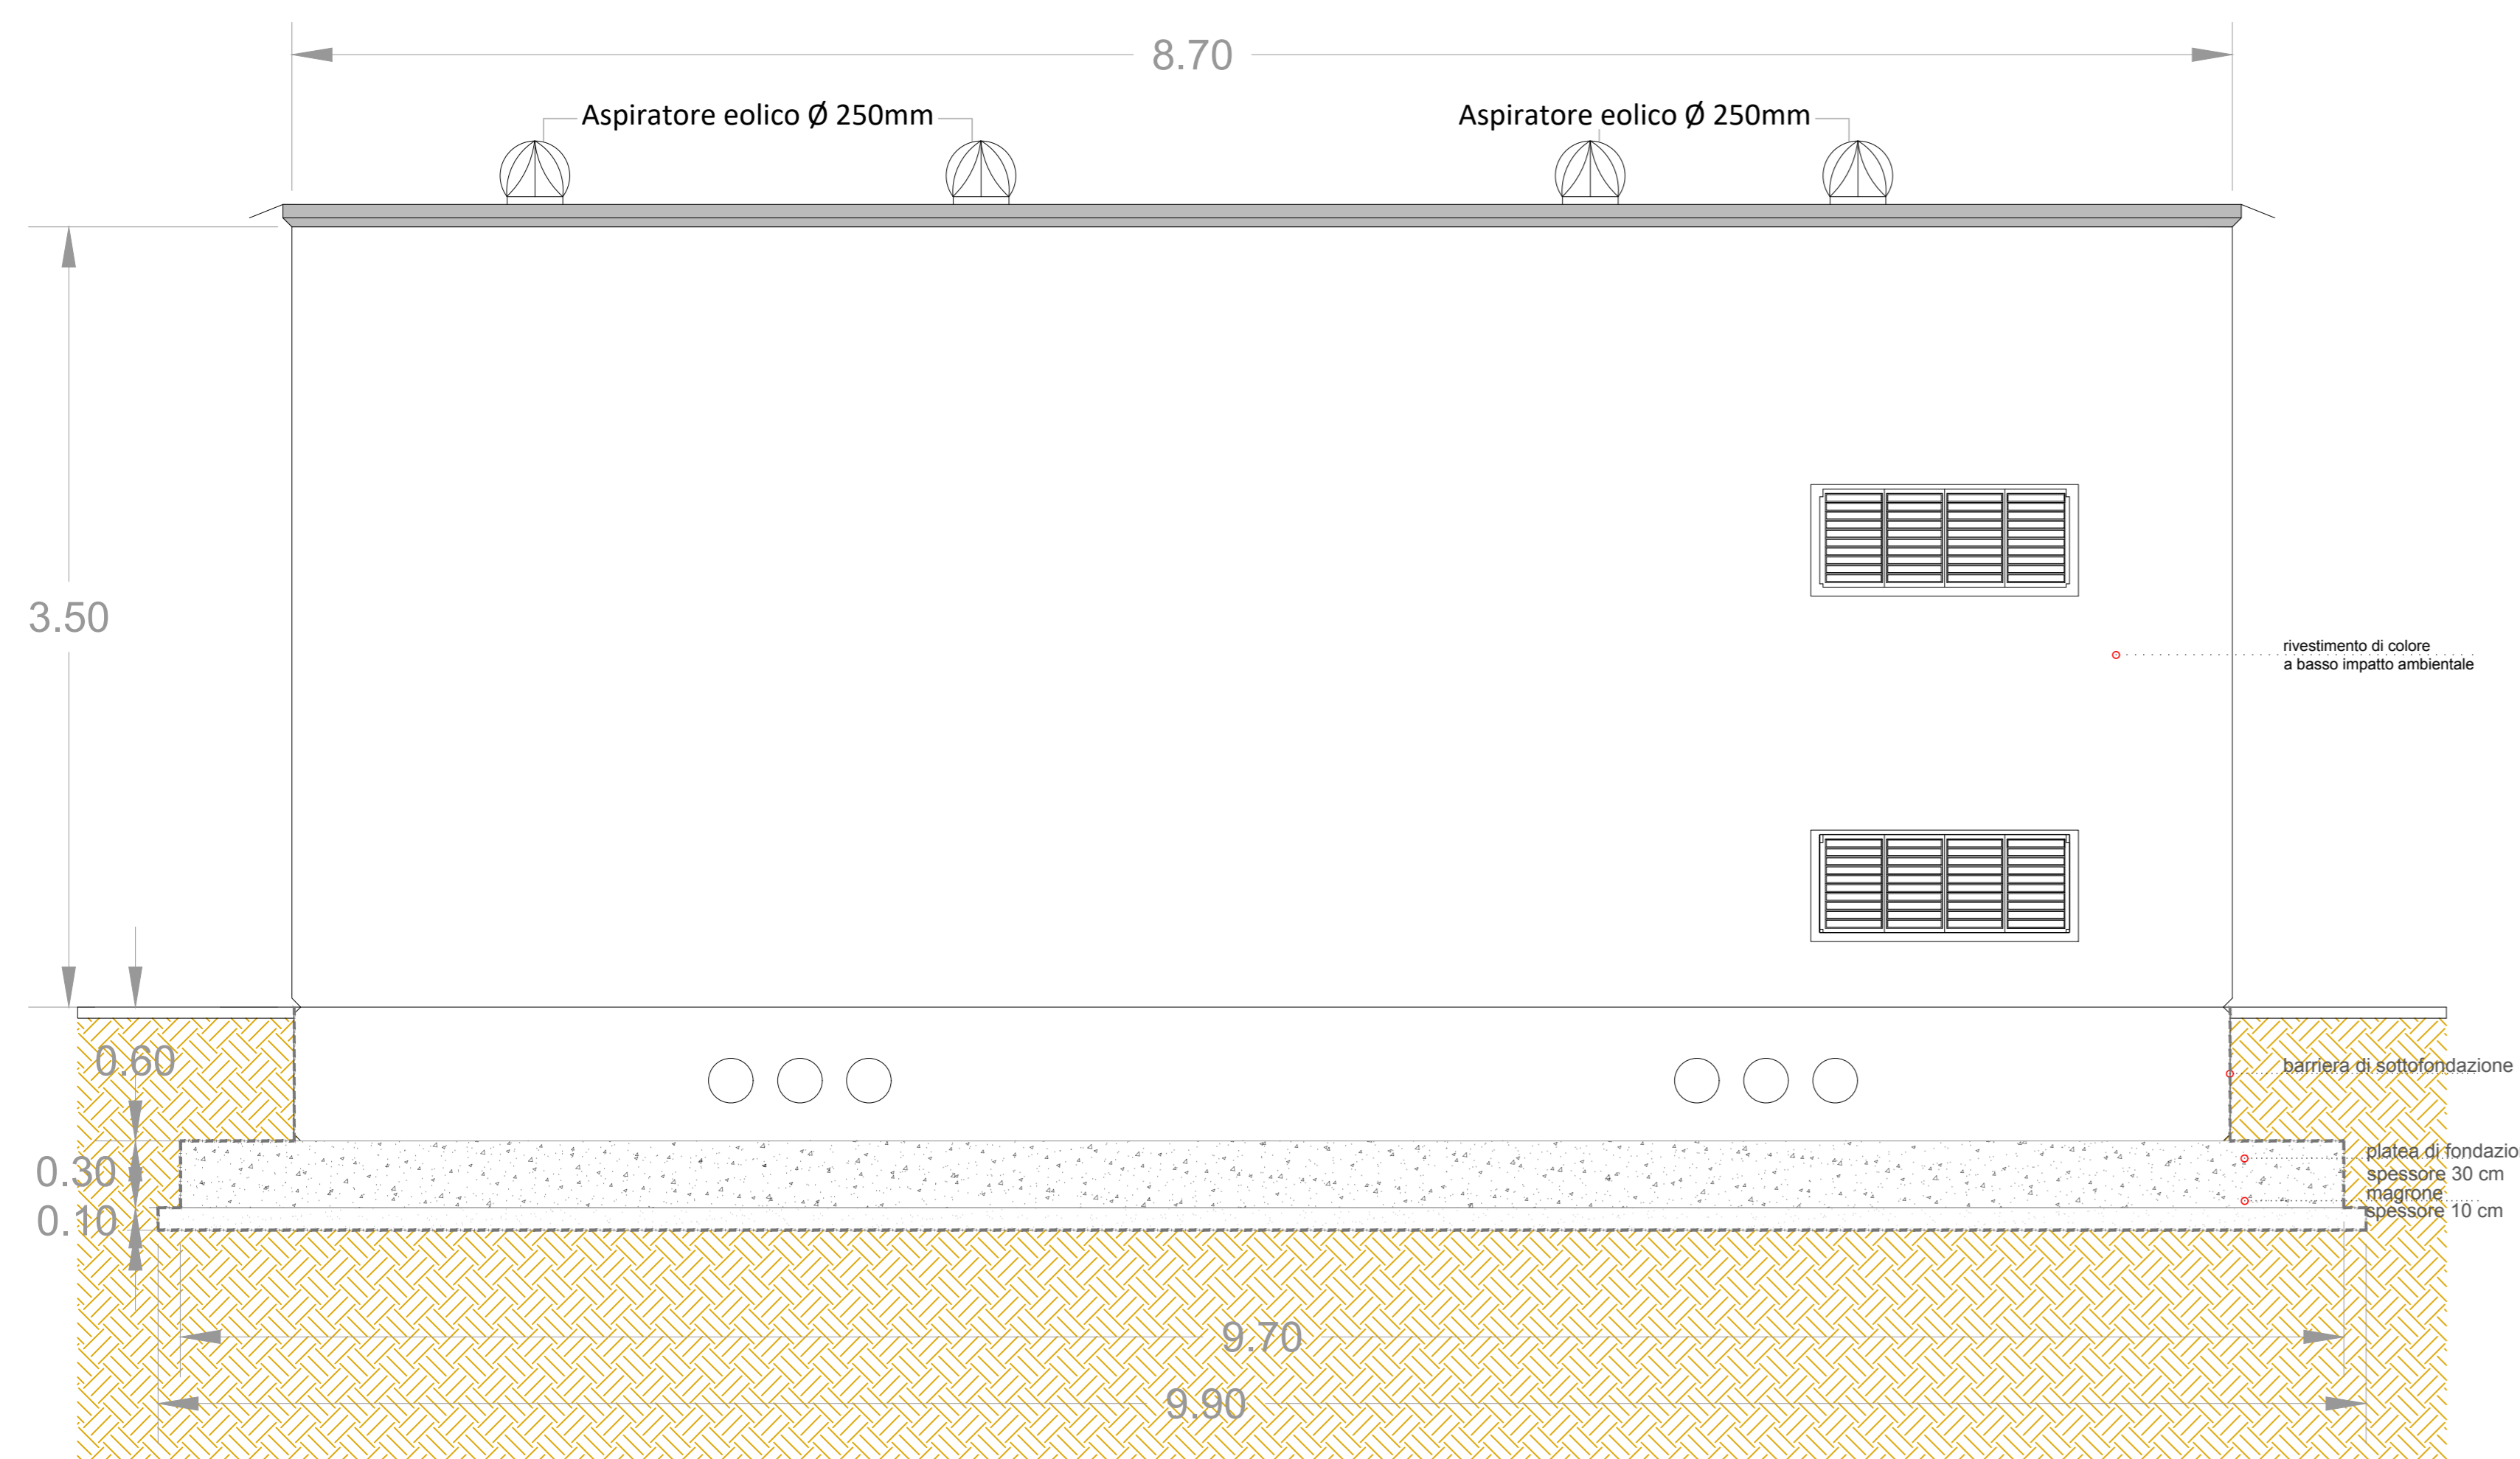 8.70
Aspiratore eolico Ø 250mm
Aspiratore eolico Ø 250mm
3.50
rivestimento di colore
a basso impatto ambientale
0.60
barriera di sottofondazione
0.30
platea di fondazio
spessore 30 cm
magrone
0.10
spessore 10 cm
9.70
9.90